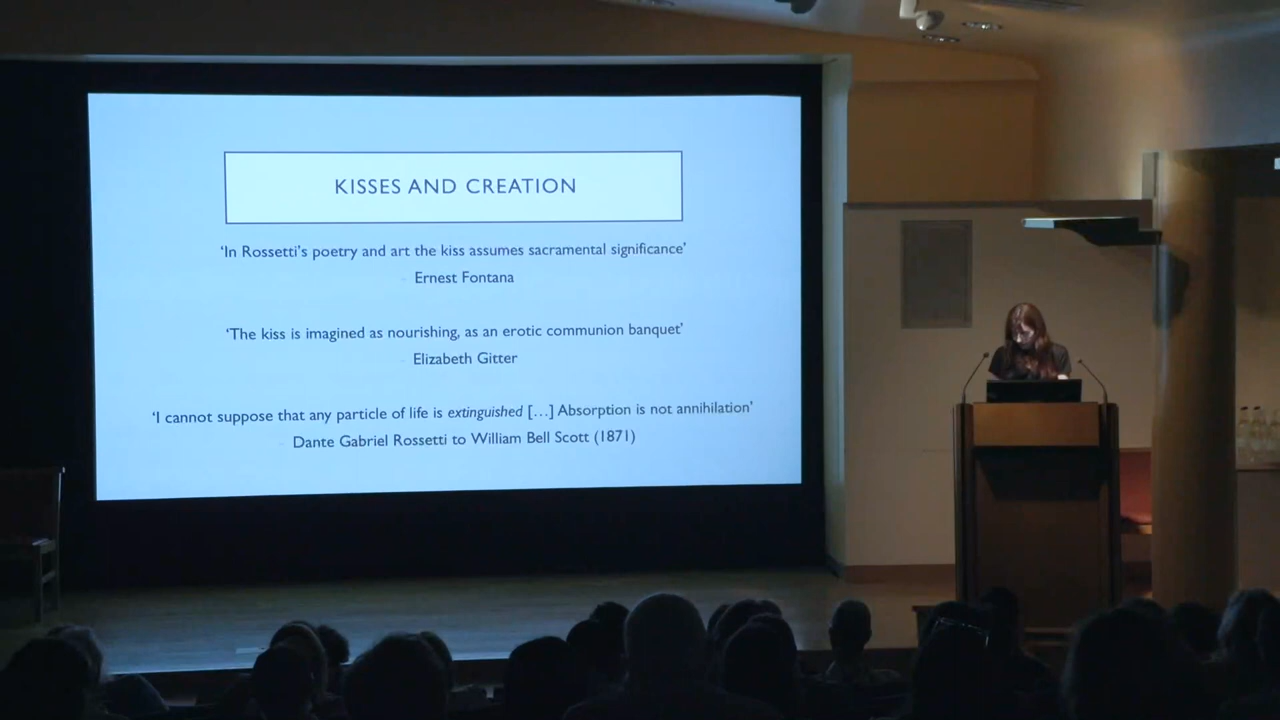 KISSES AND CREATION
‘In Rossetti’s poetry and art the kiss assumes sacramental significance’
- Ernest Fontana
‘The kiss is imagined as nourishing, as an erotic communion banquet’
- Elizabeth Gitter
‘I cannot suppose that any particle of life is extinguished […] Absorption is not annihilation’
- Dante Gabriel Rossetti to William Bell Scott (1871)